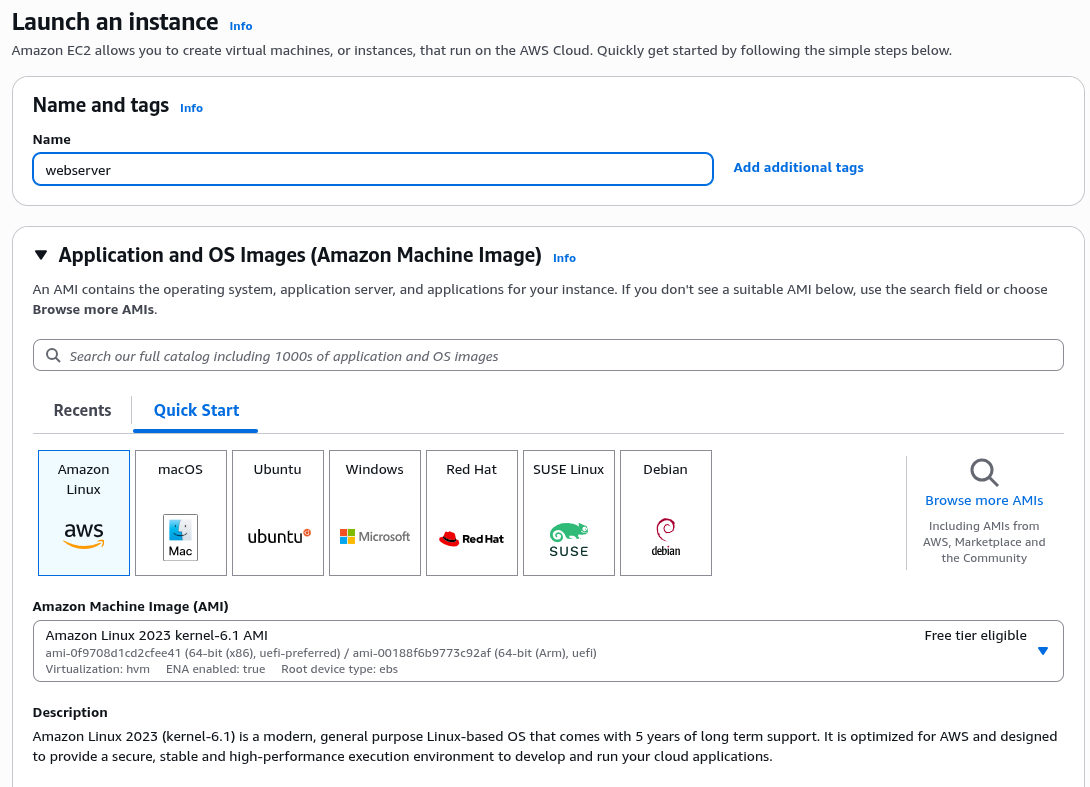 Launch an instance Info
Amazon EC2 allows you to create virtual machines, or instances, that run on the AWS Cloud. Quickly get started by following the simple steps below.
Name and tags Info
Name
webserver
Add additional tags
Application and OS Images (Amazon Machine Image) Info
An AMI contains the operating system, application server, and applications for your instance. If you don't see a suitable AMI below, use the search field or choose
Browse more AMIs.
Search our full catalog including 1000s of application and OS images
Recents
Quick Start
Amazon
Linux
aws
macOS
Mac
Ubuntu
ubuntu
Windows
Microsoft
Red Hat
Red Hat
SUSE Linux
SUSE
Debian
debian
Browse more AMIs
Including AMIs from
AWS, Marketplace and
the Community
Amazon Machine Image (AMI)
Amazon Linux 2023 kernel-6.1 AMI
Free tier eligible
ami-0f9708d1cd2cfee41 (64-bit (x86), uefi-preferred) / ami-00188f6b9773c92af (64-bit (Arm), uefi)
Virtualization: hvm ENA enabled: true Root device type: ebs
Description
Amazon Linux 2023 (kernel-6.1) is a modern, general purpose Linux-based OS that comes with 5 years of long term support. It is optimized for AWS and designed
to provide a secure, stable and high-performance execution environment to develop and run your cloud applications.